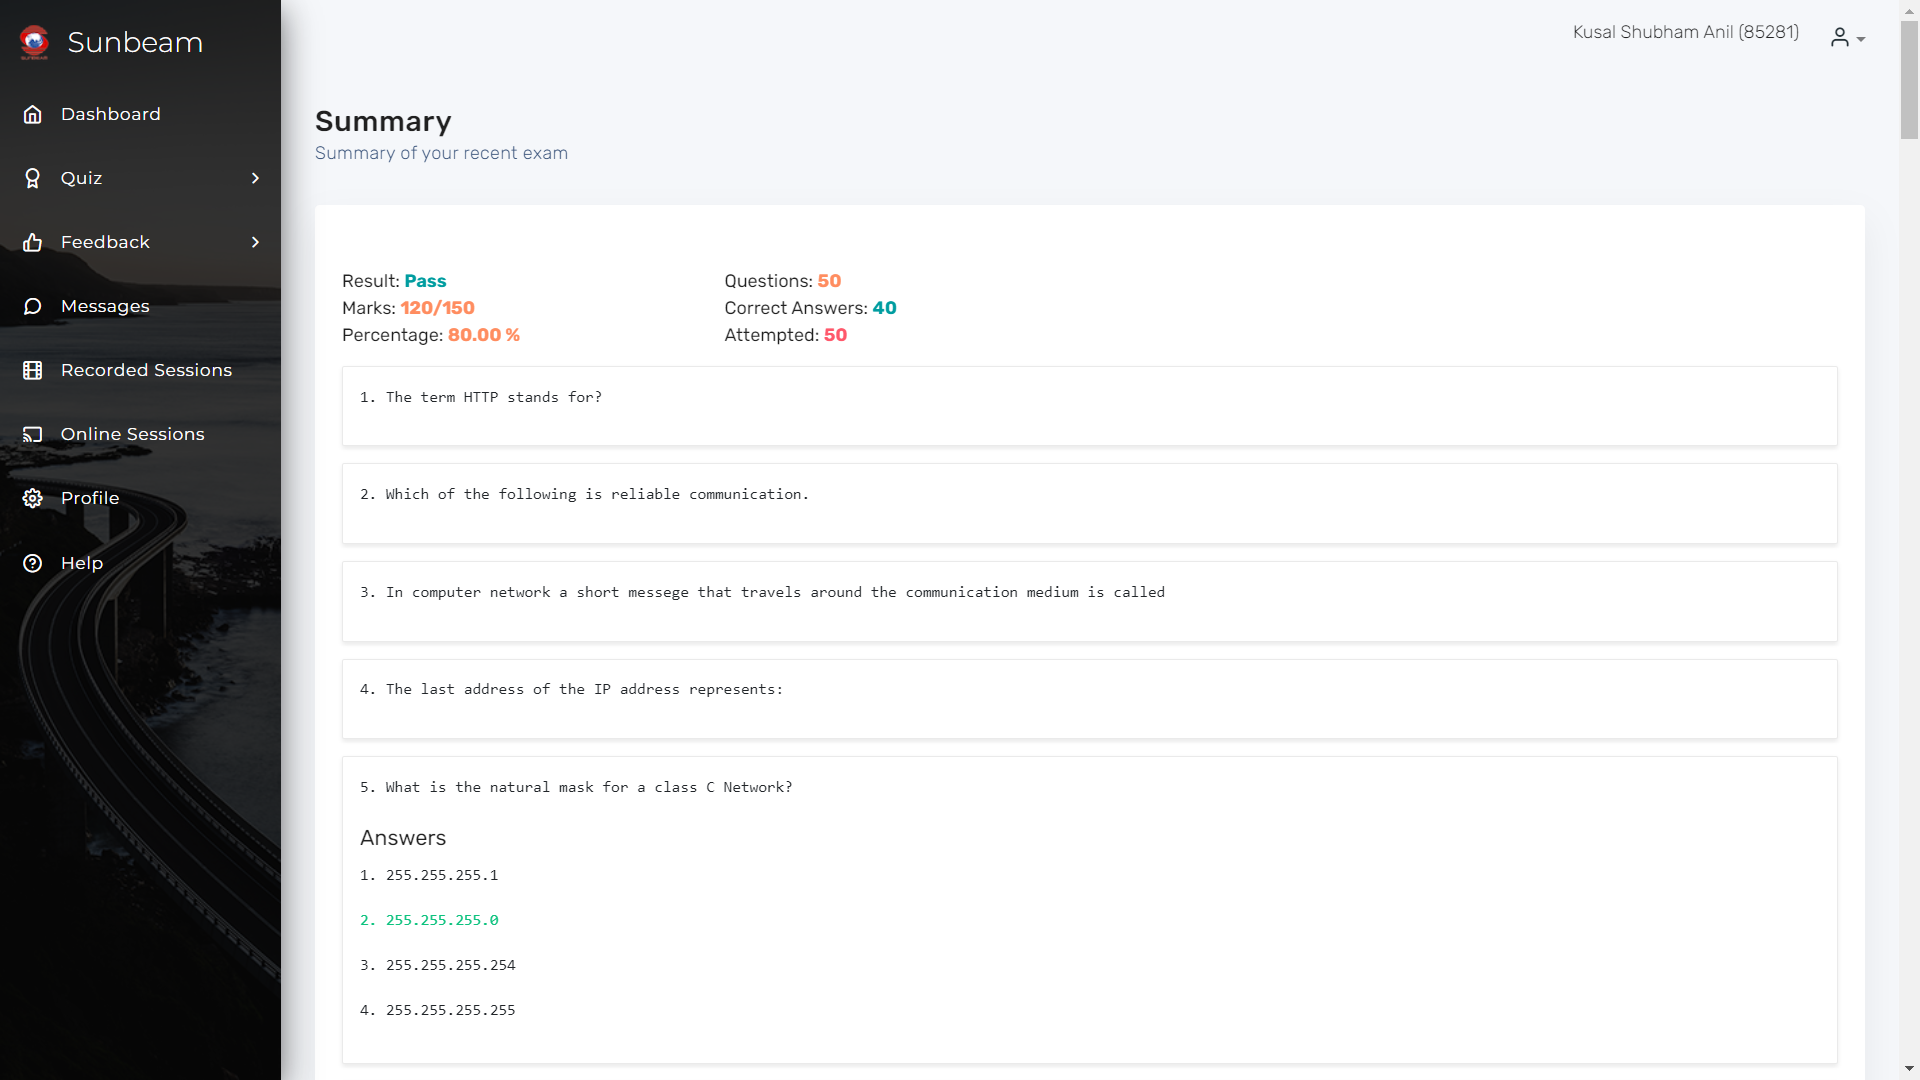 Sunbeam
Dashboard
Quiz
Feedback
Messages
Recorded Sessions
Online Sessions
Profile
Help
Kusal Shubham Anil (85281)
Summary
Summary of your recent exam
Result: Pass
Marks: 120/150
Percentage: 80.00 %
Questions: 50
Correct Answers: 40
Attempted: 50
1. The term HTTP stands for?
2. Which of the following is reliable communication.
3. In computer network a short messege that travels around the communication medium is called
4. The last address of the IP address represents:
5. What is the natural mask for a class C Network?
Answers
1. 255.255.255.1
2. 255.255.255.0
3. 255.255.255.254
4. 255.255.255.255